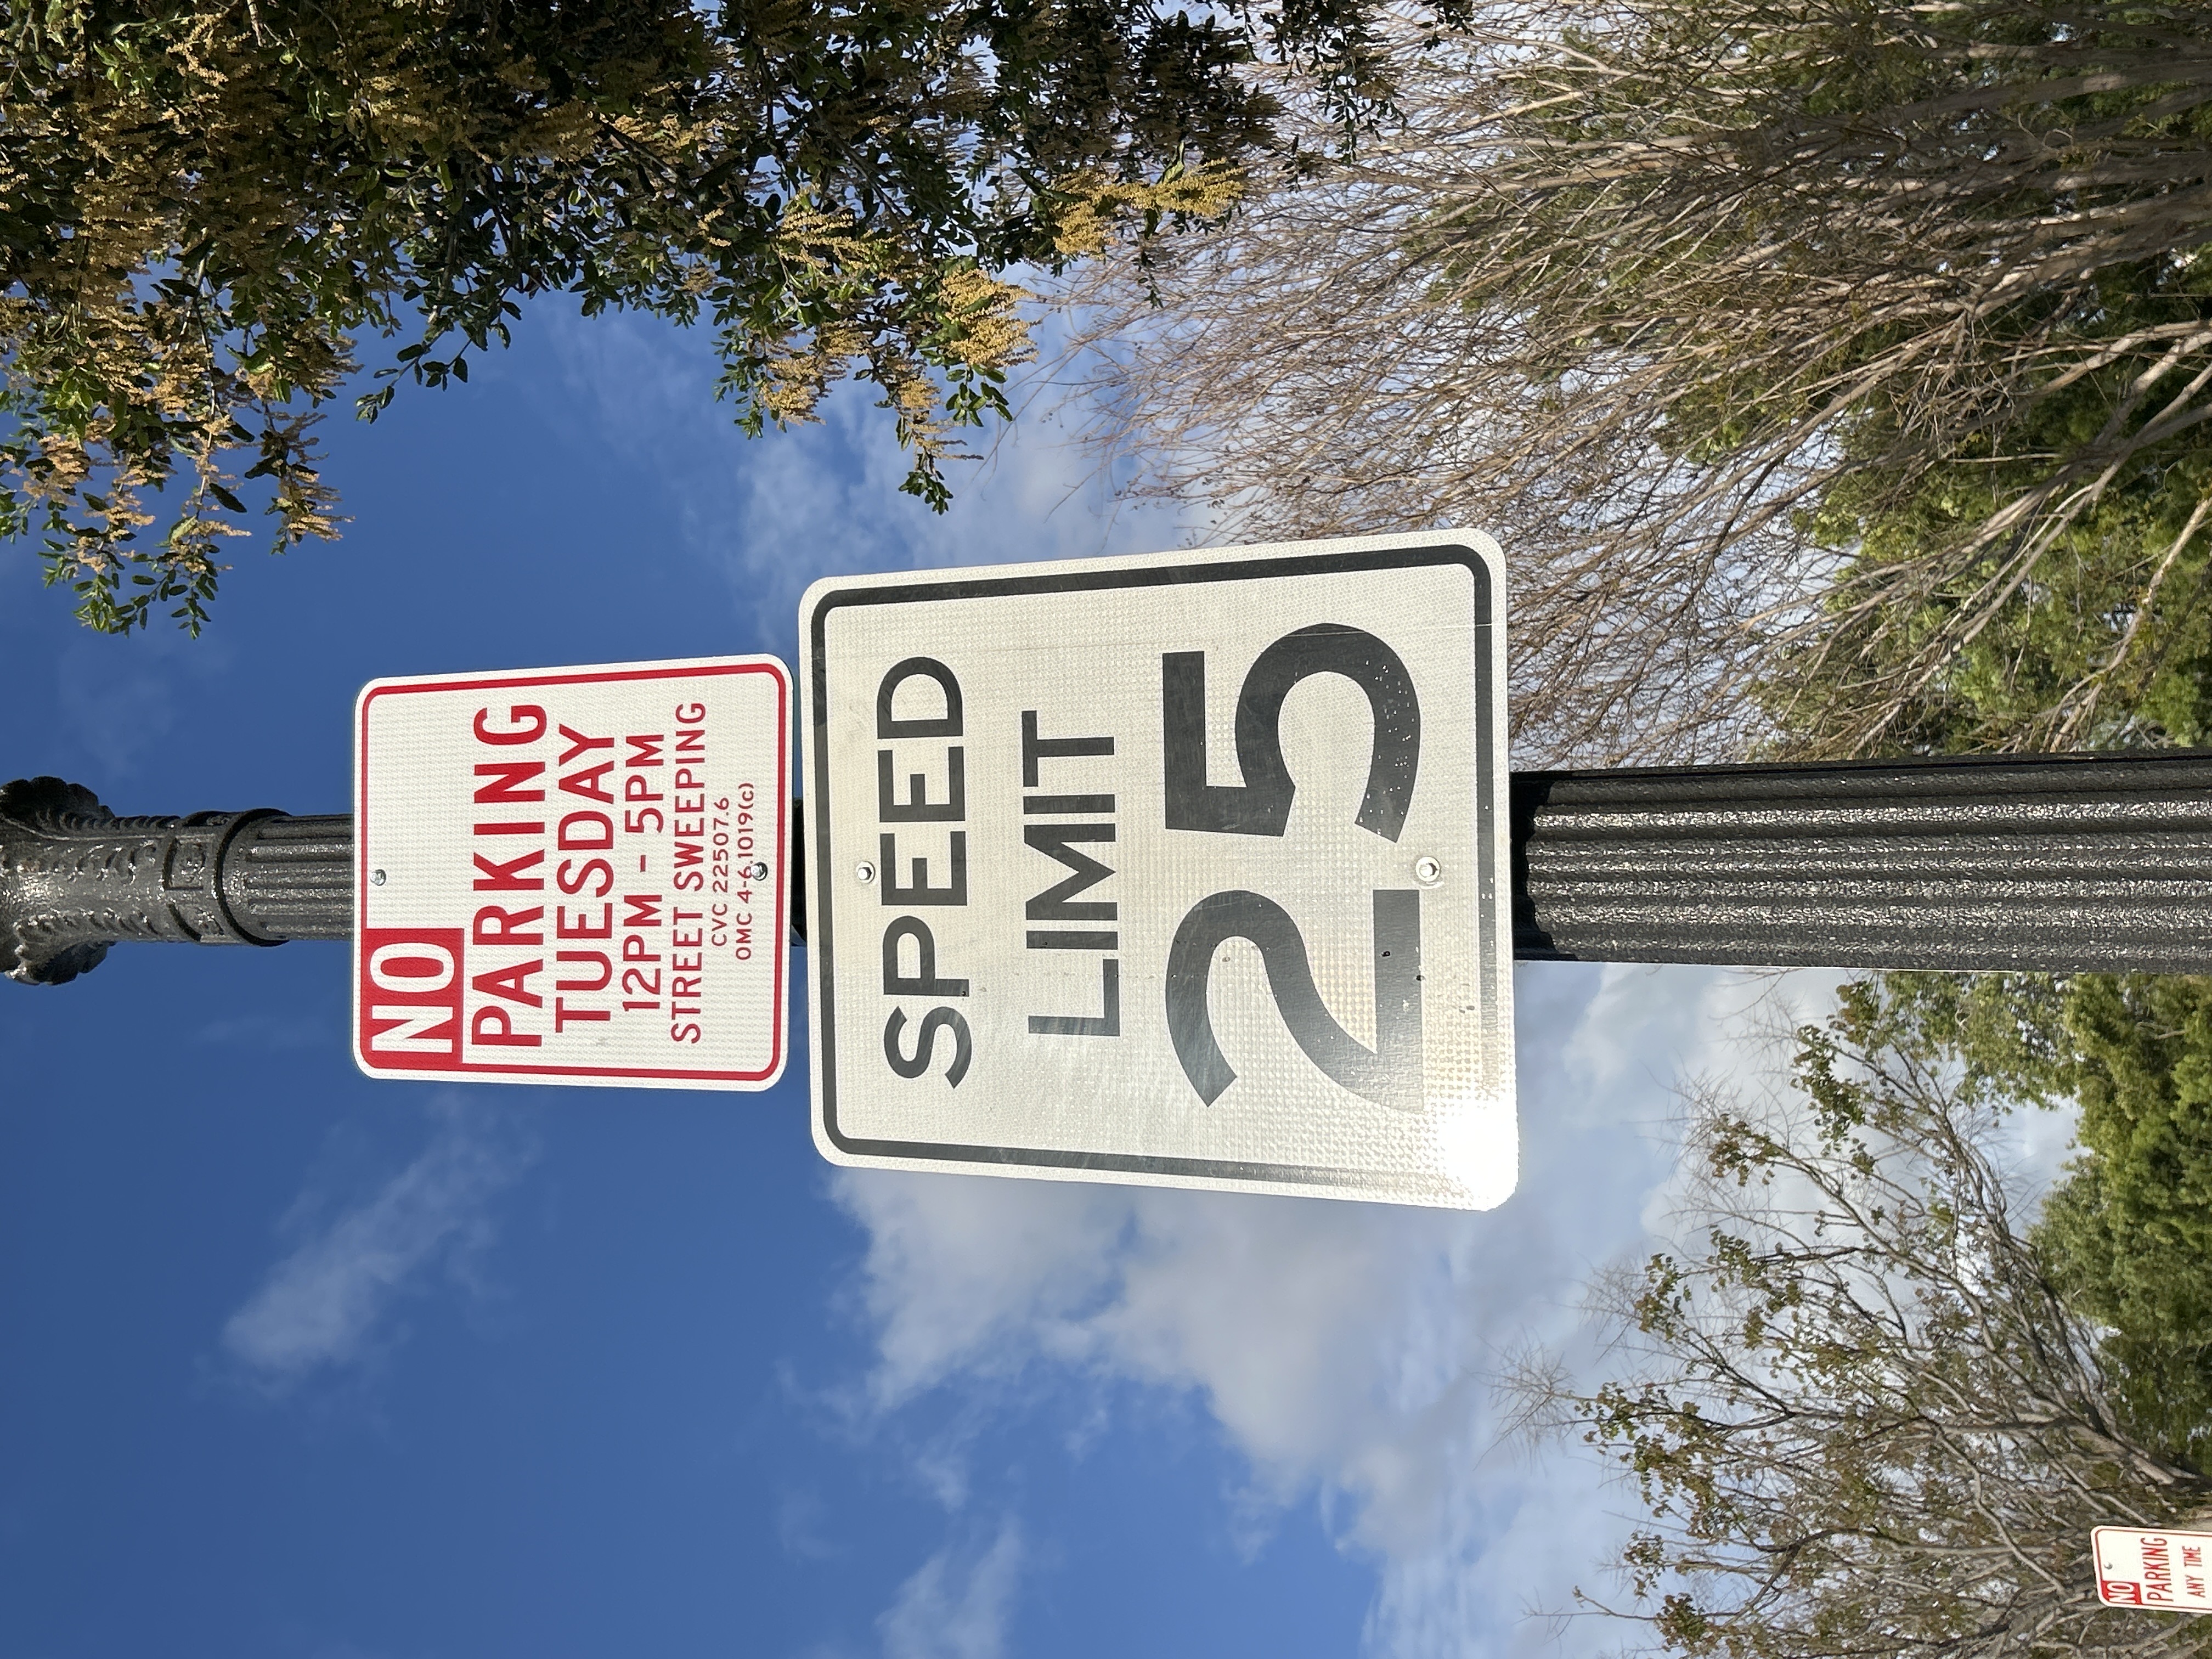 NO
PARKING
TUESDAY
12PM - 5PM
STREET SWEEPING
CVC 22507.6
OMC 4-6.1019(c)
SPEED
LIMIT
25
NO
PARKING
ANY TIME